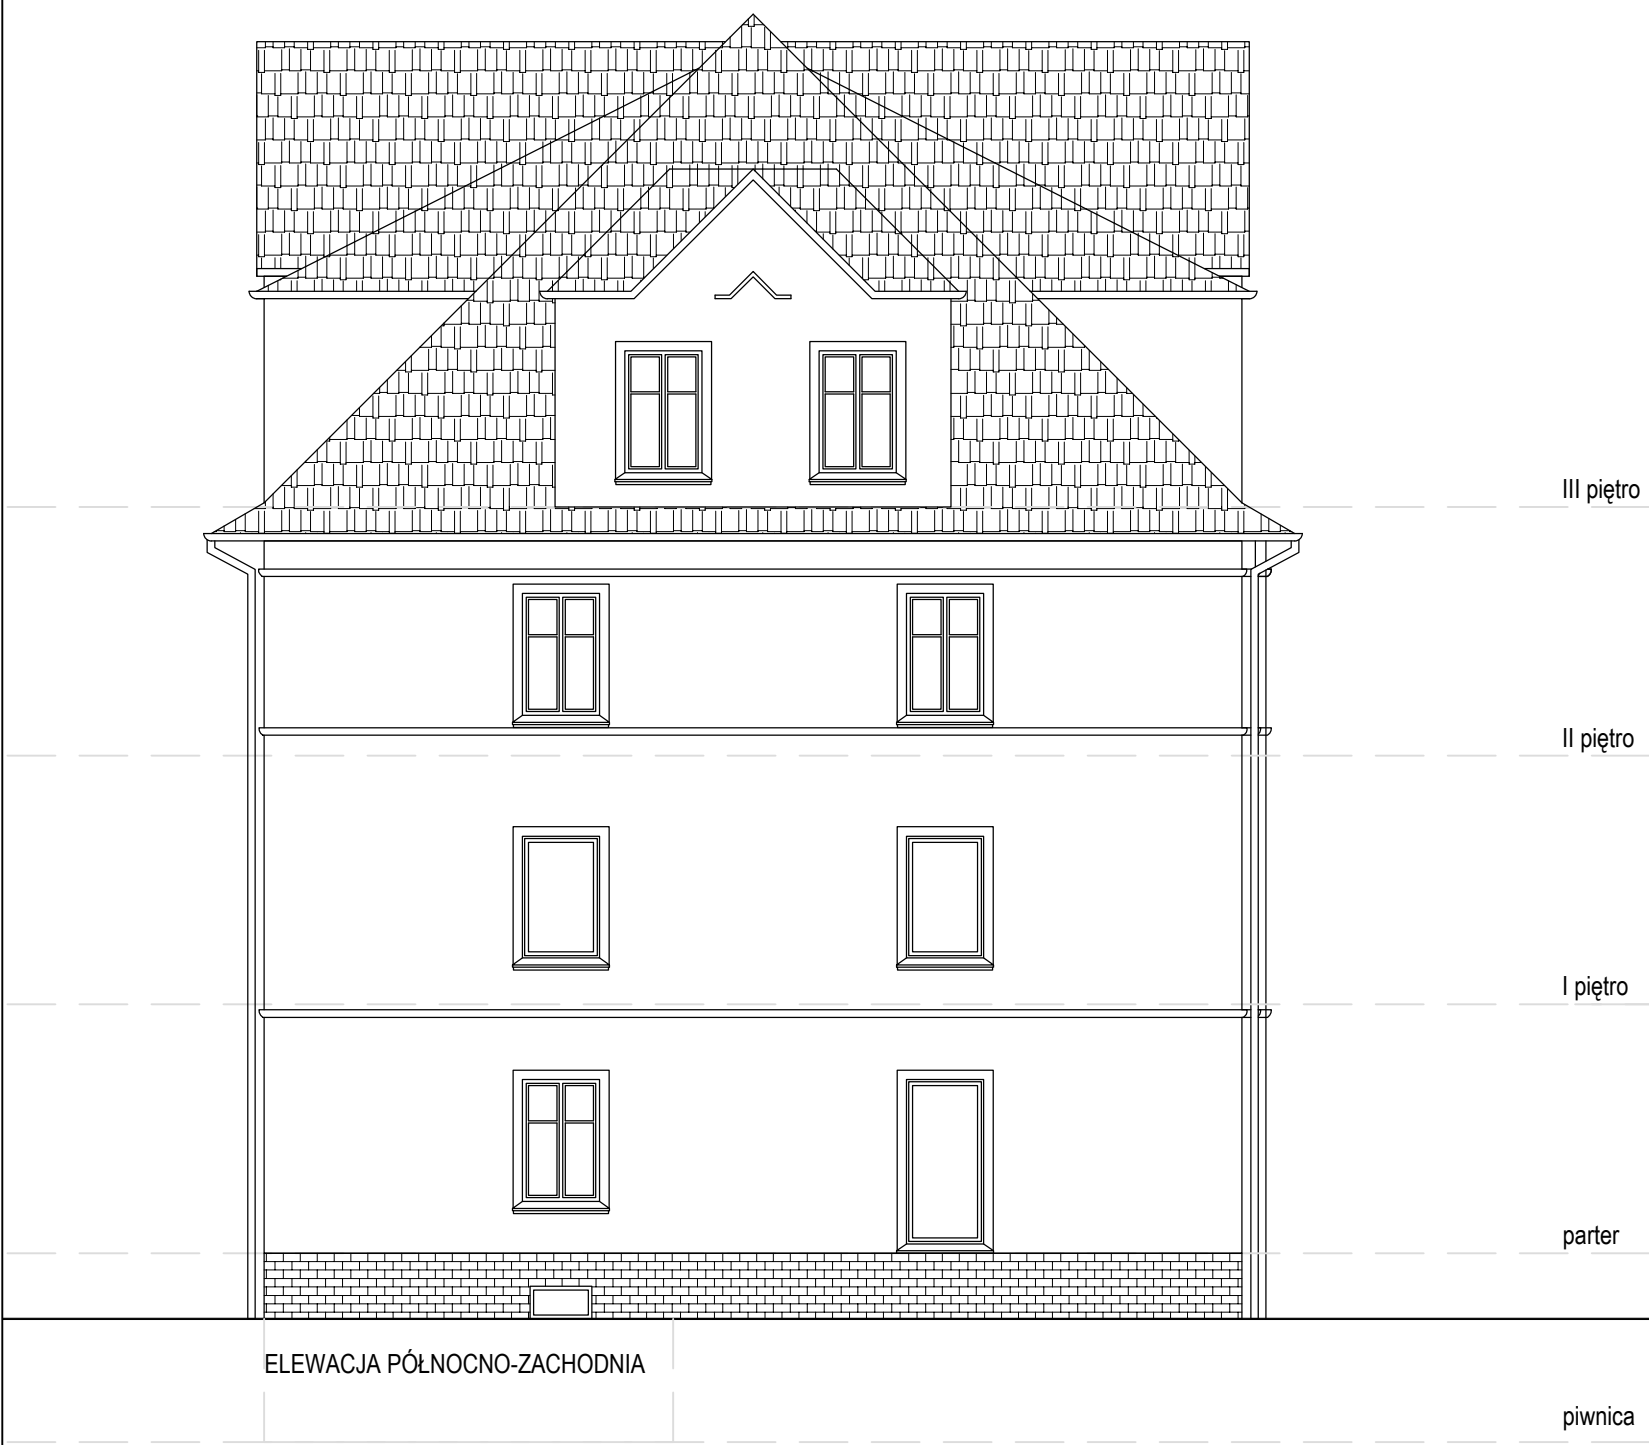 III piętro
II piętro
I piętro
parter
ELEWACJA PÓŁNOCNO-ZACHODNIA
piwnica